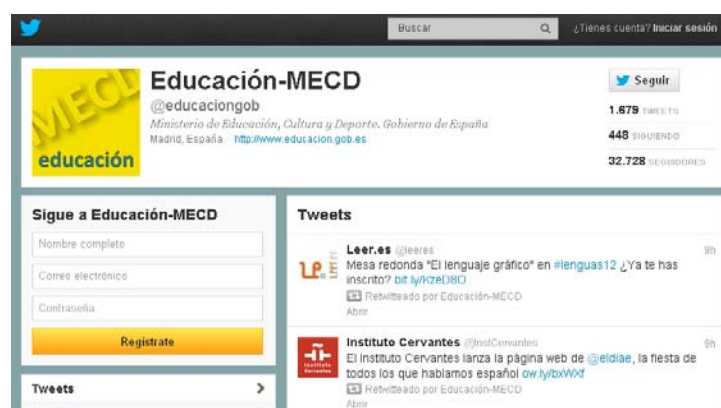 Buscar
¿Tienes cuenta? Iniciar sesión
MECD
educación
Educación-MECD
@educaciongob
Ministerio de Educación, Cultura y Deporte. Gobierno de España
Madrid, España http://www.educacion.gob.es
Seguir
1.679 TWEETS
448 SIGUIENDO
32.728 SEGUIDORES
Sigue a Educación-MECD
Nombre completo
Correo electrónico
Contraseña
Regístrate
Tweets
Tweets
Leer.es @leeres 9h
Mesa redonda "El lenguaje gráfico" en #lenguas12 ¿Ya te has
inscrito? bit.ly/KzeD8O
Retwitteado por Educación-MECD
Abrir
Instituto Cervantes @InstCervantes 9h
El Instituto Cervantes lanza la página web de @eldiae, la fiesta de
todos los que hablamos español ow.ly/bxWXf
Retwitteado por Educación-MECD
Abrir